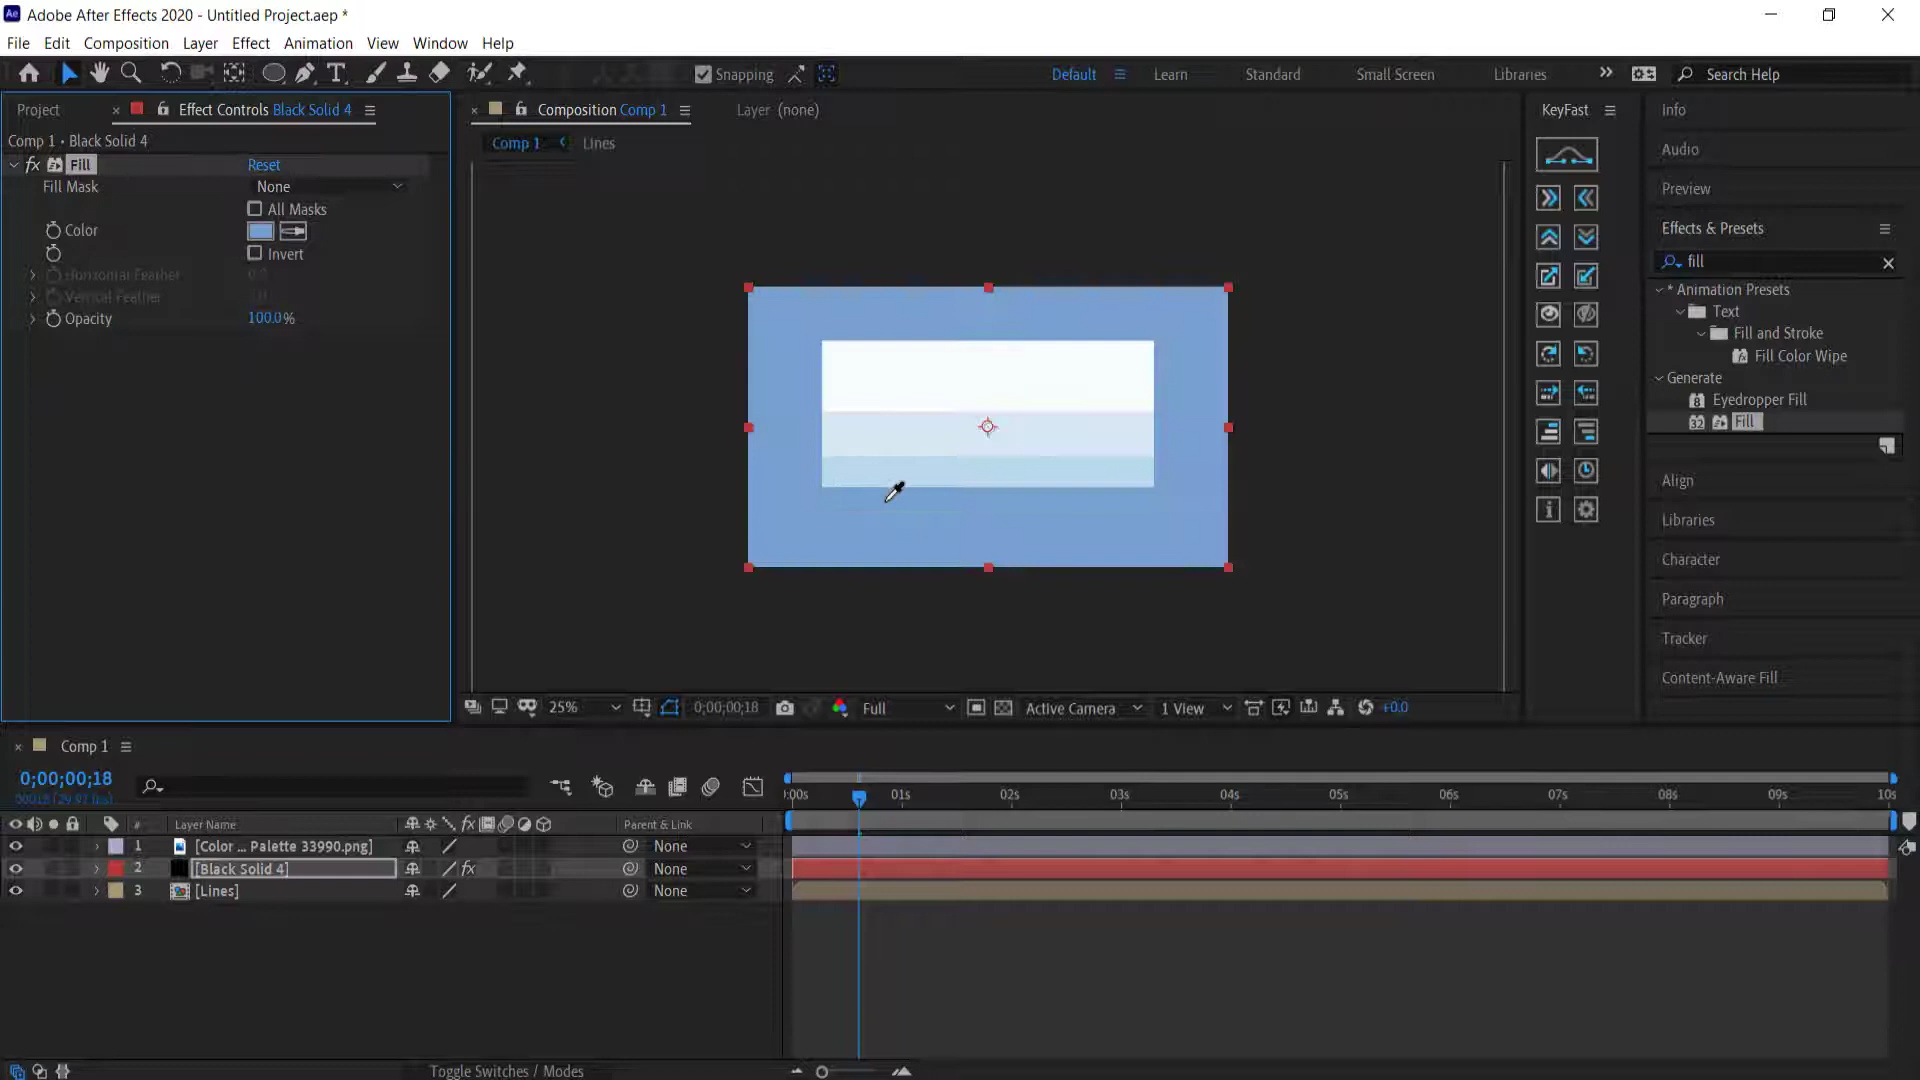 Adobe After Effects 2020 - Untitled Project.aep *
File Edit Composition Layer Effect Animation View Window Help
Snapping
Default Learn Standard Small Screen Libraries Search Help
Project Effect Controls Black Solid 4
Composition Comp 1 Layer (none)
KeyFast
Info
Comp 1 • Black Solid 4
Comp 1 Lines
Audio
fx Fill Reset
Fill Mask None
Preview
All Masks
Color
Effects & Presets
Invert
fill
Horizontal Feather 0.0
Vertical Feather
Opacity 100.0%
* Animation Presets
Text
Fill and Stroke
Fill Color Wipe
Generate
Eyedropper Fill
Fill
Align
Libraries
Character
Paragraph
Tracker
Content-Aware Fill
25% 0;00;00;18 Full Active Camera 1 View +0.0
Comp 1
0;00;00;18
:00s 01s 02s 03s 04s 05s 06s 07s 08s 09s 10s
# Layer Name fx Parent & Link
1 [Color ... Palette 33990.png] None
2 [Black Solid 4] fx None
3 [Lines] None
Toggle Switches / Modes